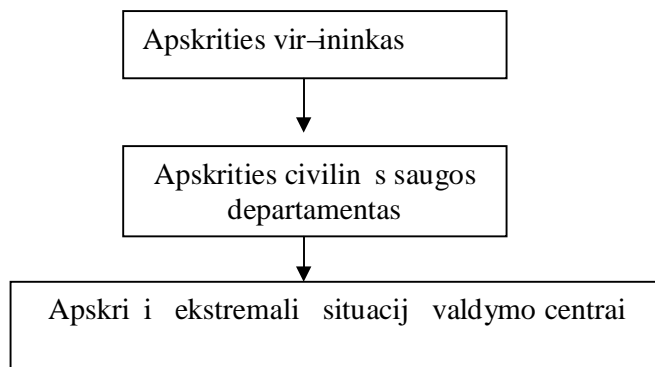 Apskrities vir–ininkas
Apskrities civilin s saugos
departamentas
Apskri i ekstremali situacij valdymo centrai